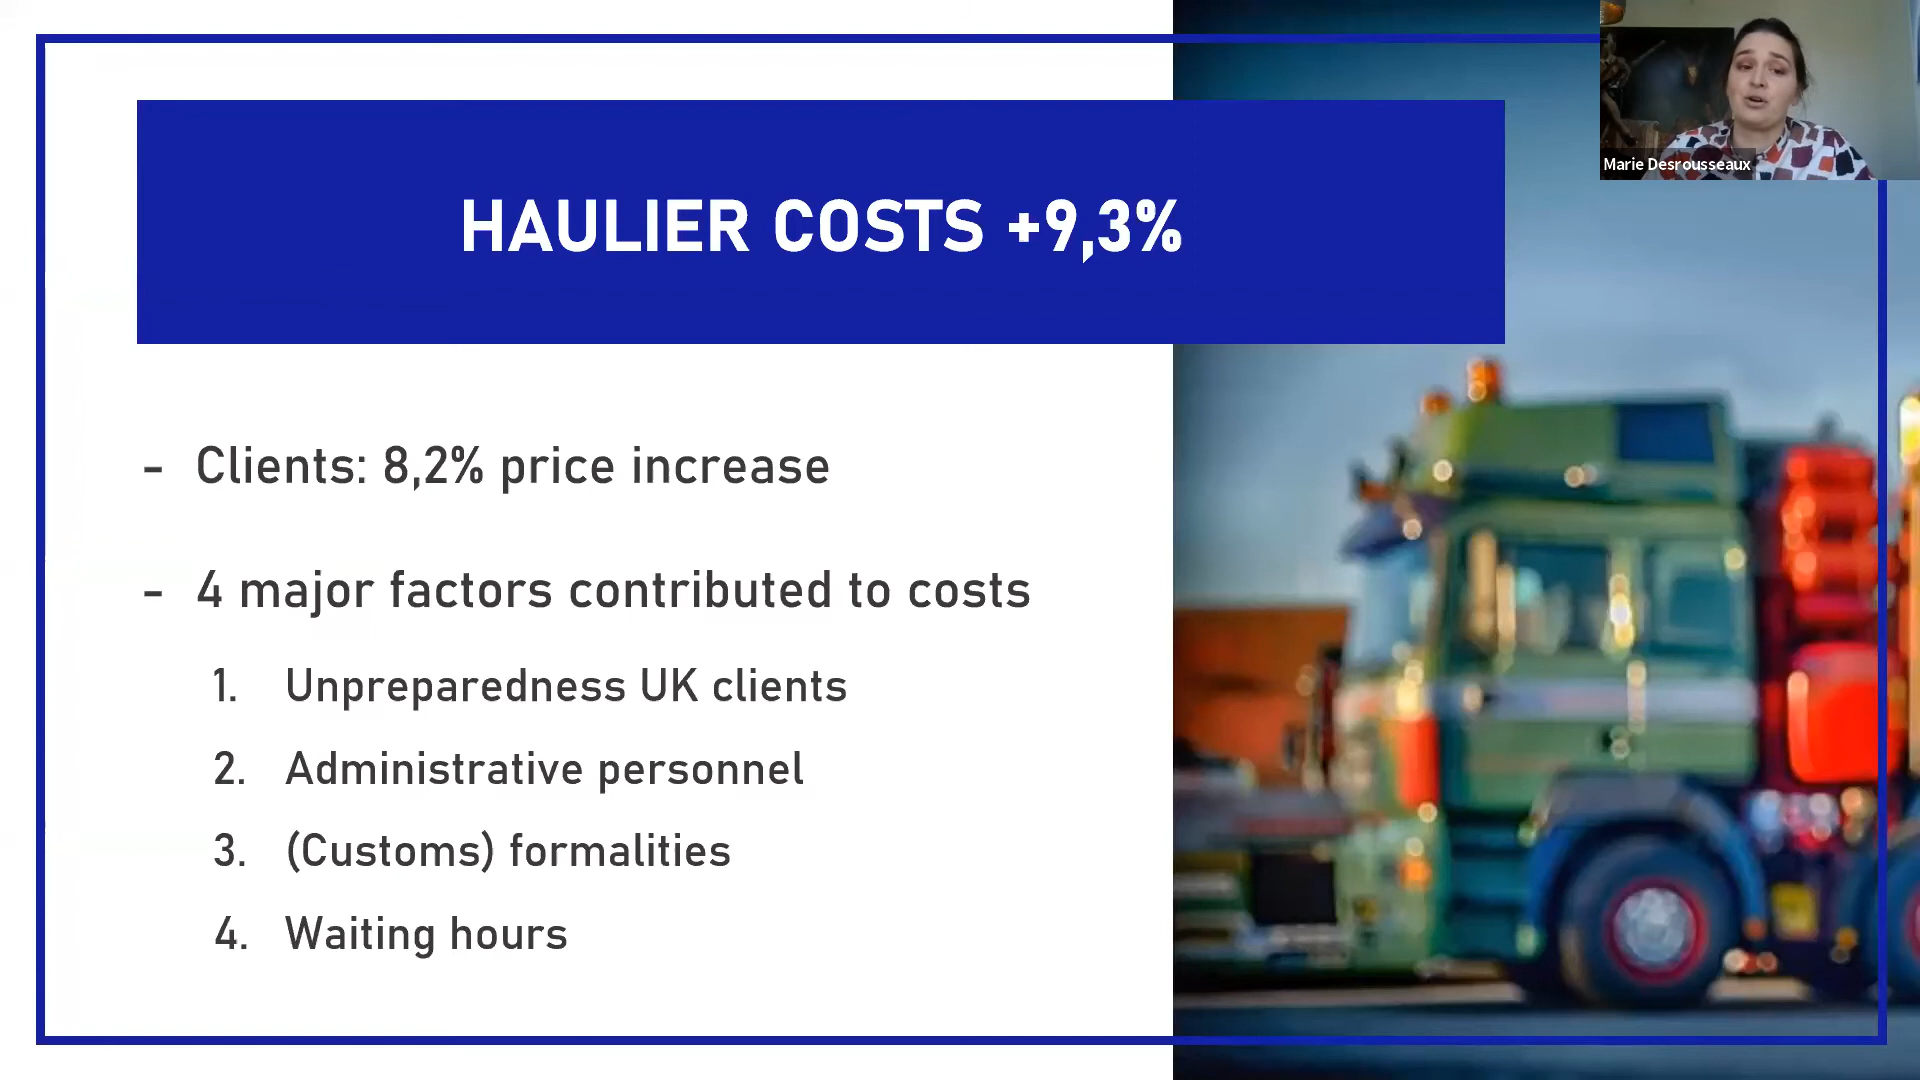 HAULIER COSTS +9,3%
Marie Desrousseaux
- Clients: 8,2% price increase
- 4 major factors contributed to costs
1. Unpreparedness UK clients
2. Administrative personnel
3. (Customs) formalities
4. Waiting hours